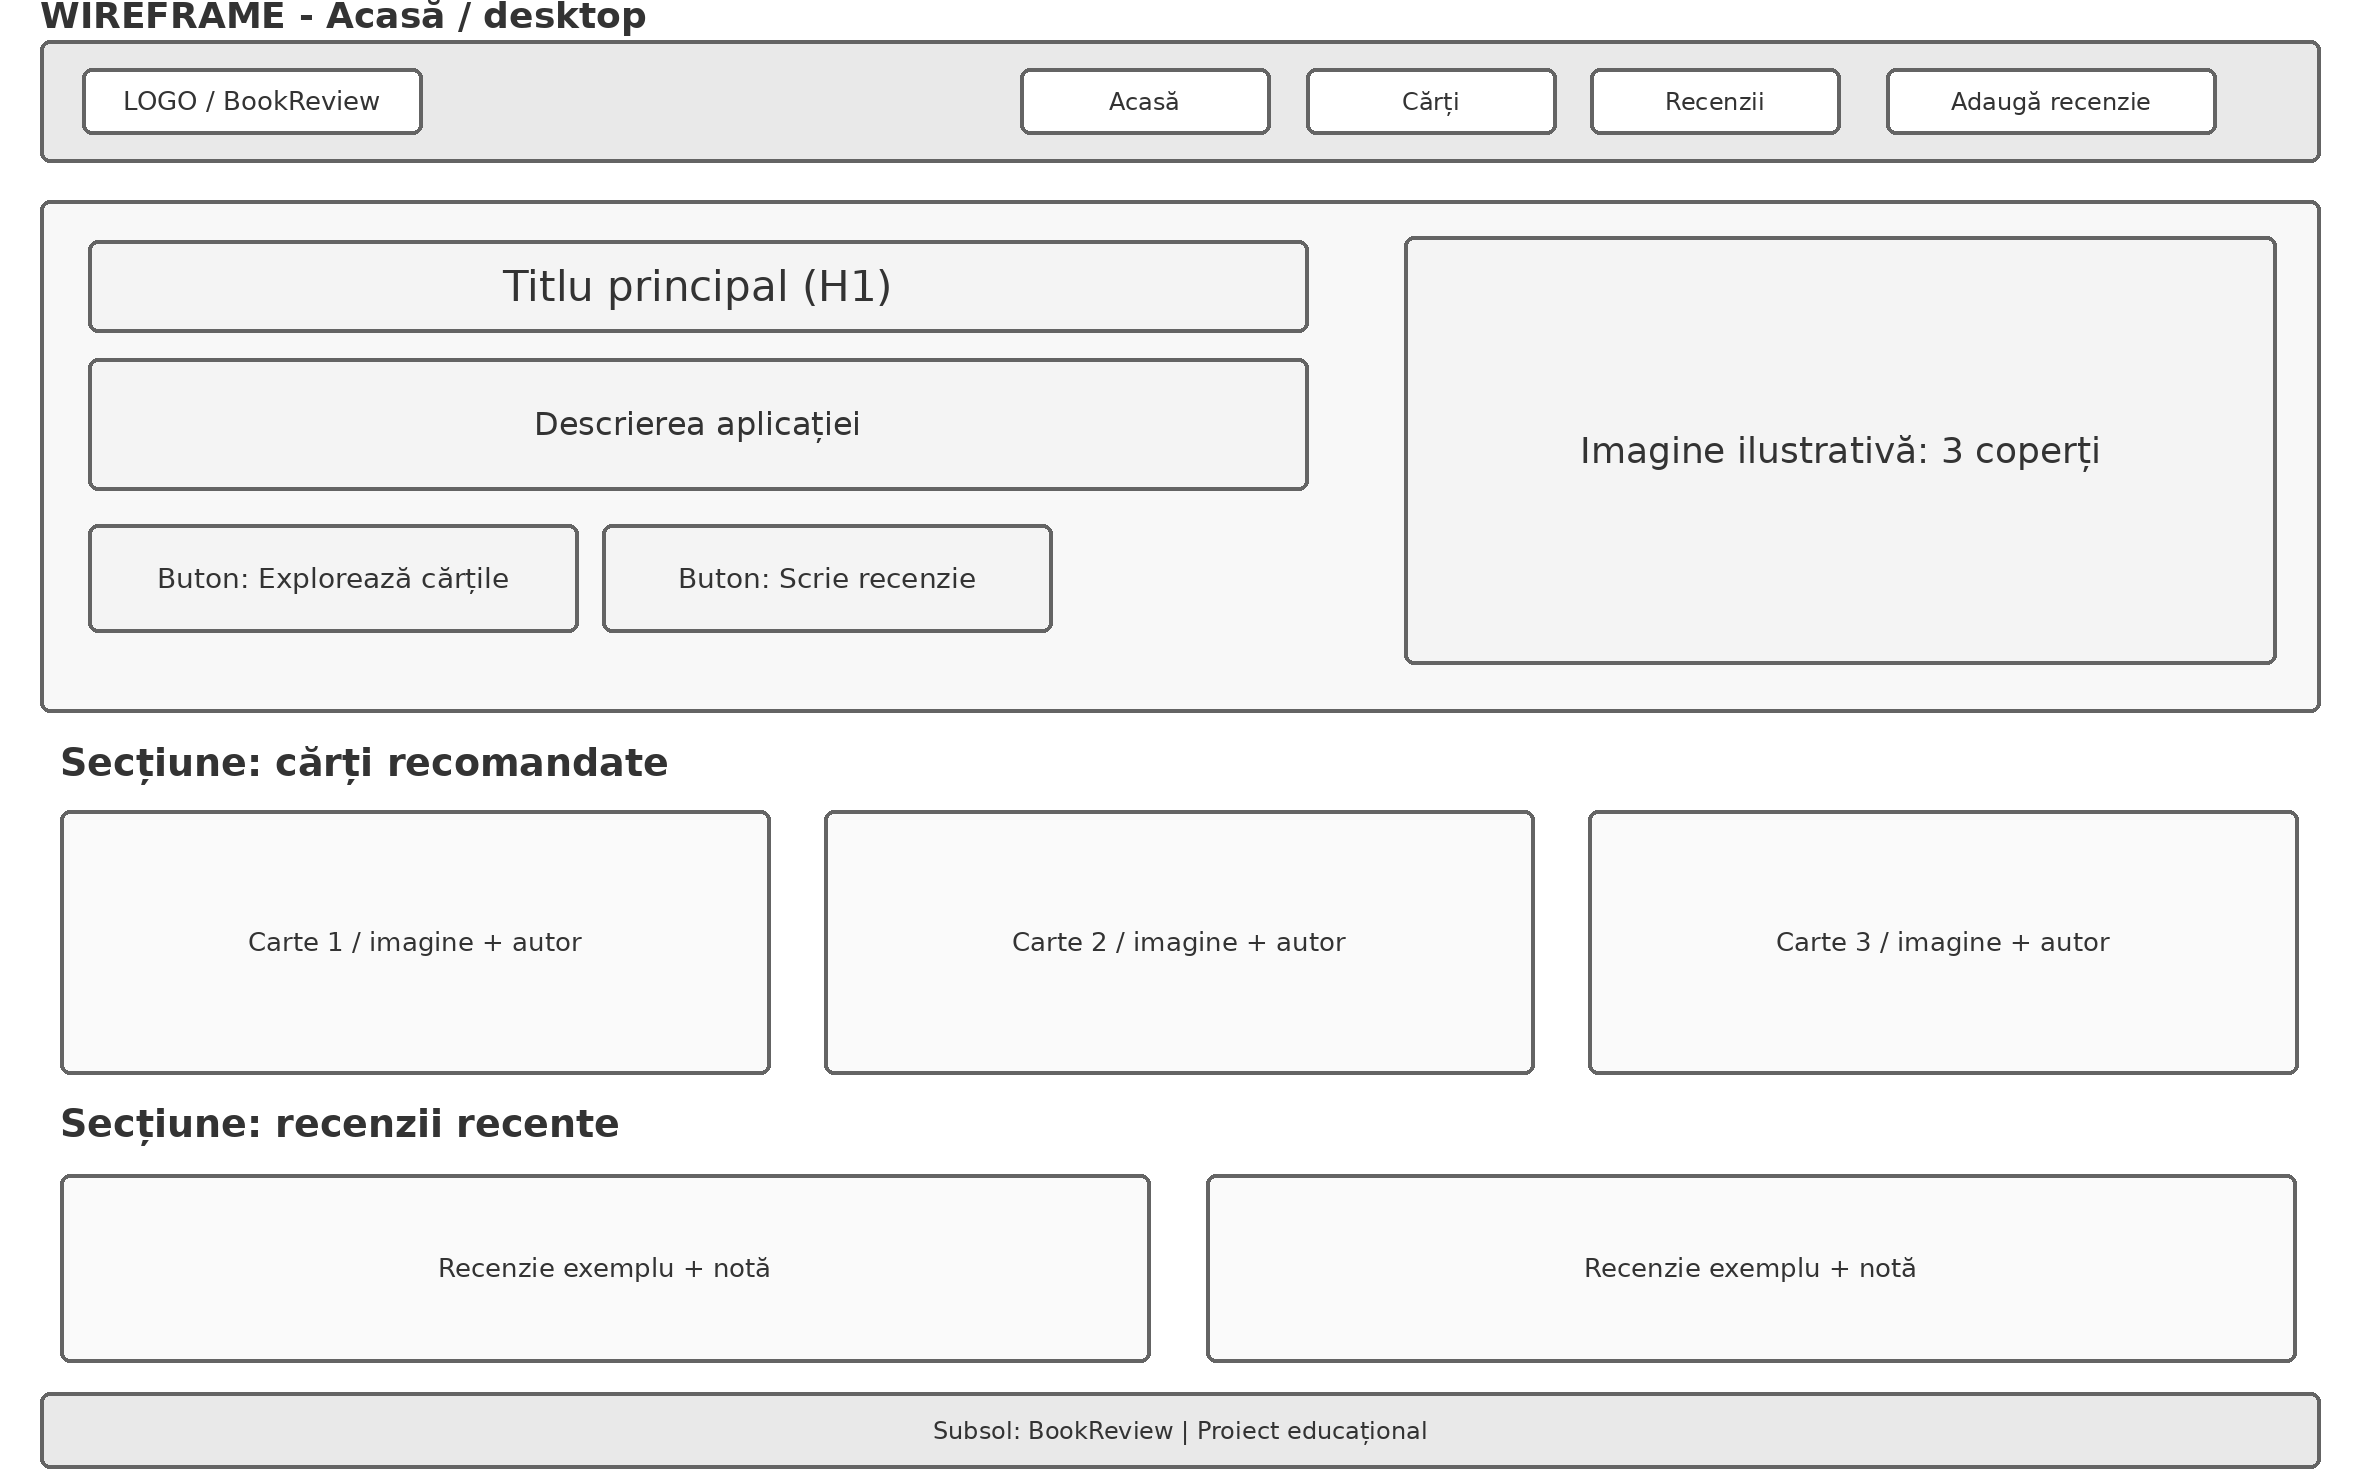 WIREFRAME - Acasă / desktop
LOGO / BookReview
Acasă
Cărți
Recenzii
Adaugă recenzie
Titlu principal (H1)
Descrierea aplicației
Imagine ilustrativă: 3 coperți
Buton: Explorează cărțile
Buton: Scrie recenzie
Secțiune: cărți recomandate
Carte 1 / imagine + autor
Carte 2 / imagine + autor
Carte 3 / imagine + autor
Secțiune: recenzii recente
Recenzie exemplu + notă
Recenzie exemplu + notă
Subsol: BookReview | Proiect educațional